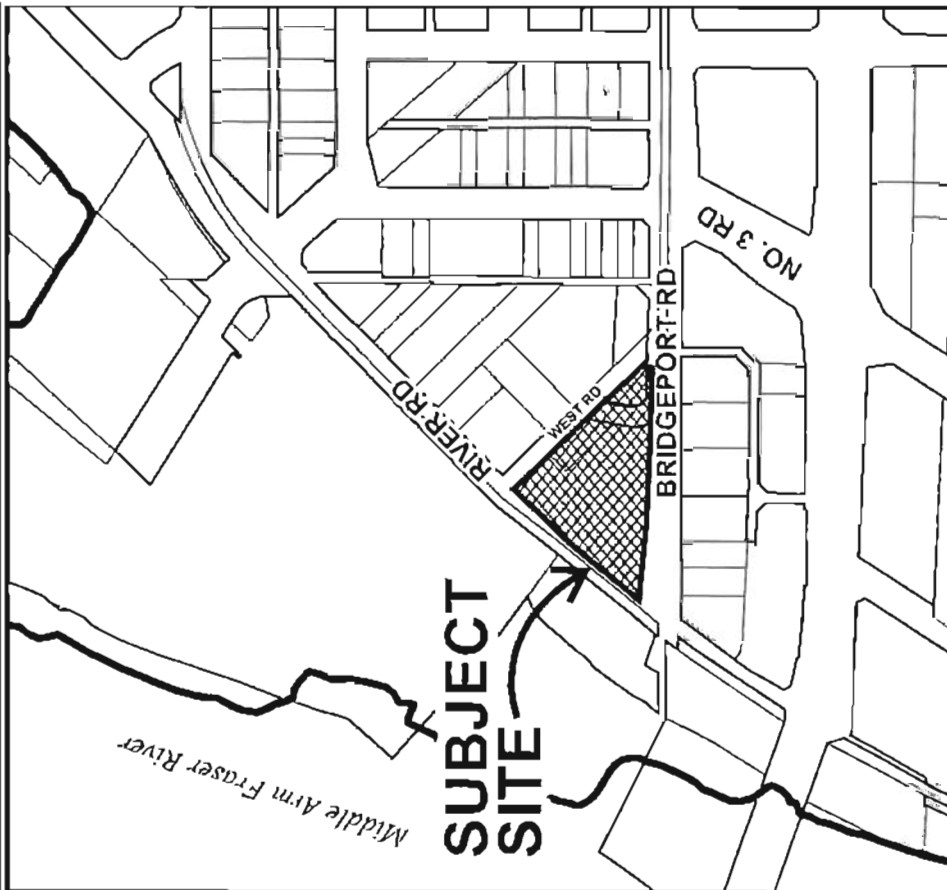 NO. 3 RD
BRIDGEPORT RD
RIVER RD
WEST RD
SUBJECT
SITE
Middle Arm Fraser River